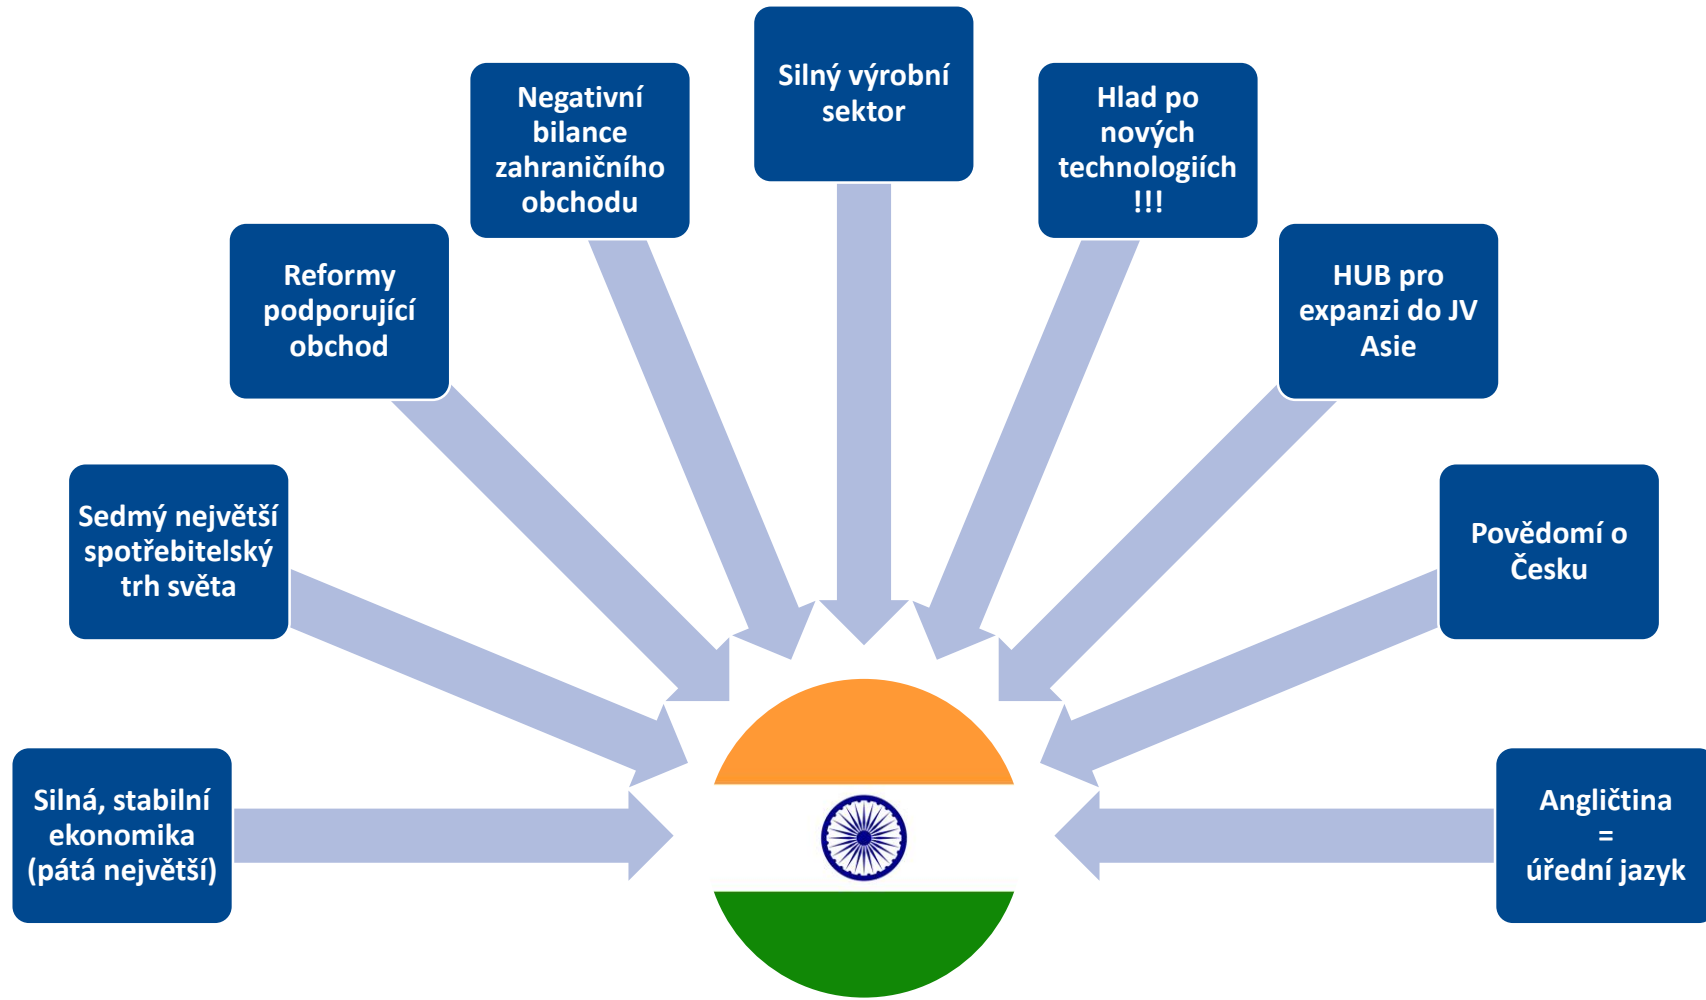 Silný výrobní
sektor
Negativní
bilance
zahraničního
obchodu
Hlad po
nových
technologiích
!!!
Reformy
podporující
obchod
HUB pro
expanzi do JV
Asie
Sedmý největší
spotřebitelský
trh světa
Povědomí o
Česku
Silná, stabilní
ekonomika
(pátá největší)
Angličtina
=
úřední jazyk